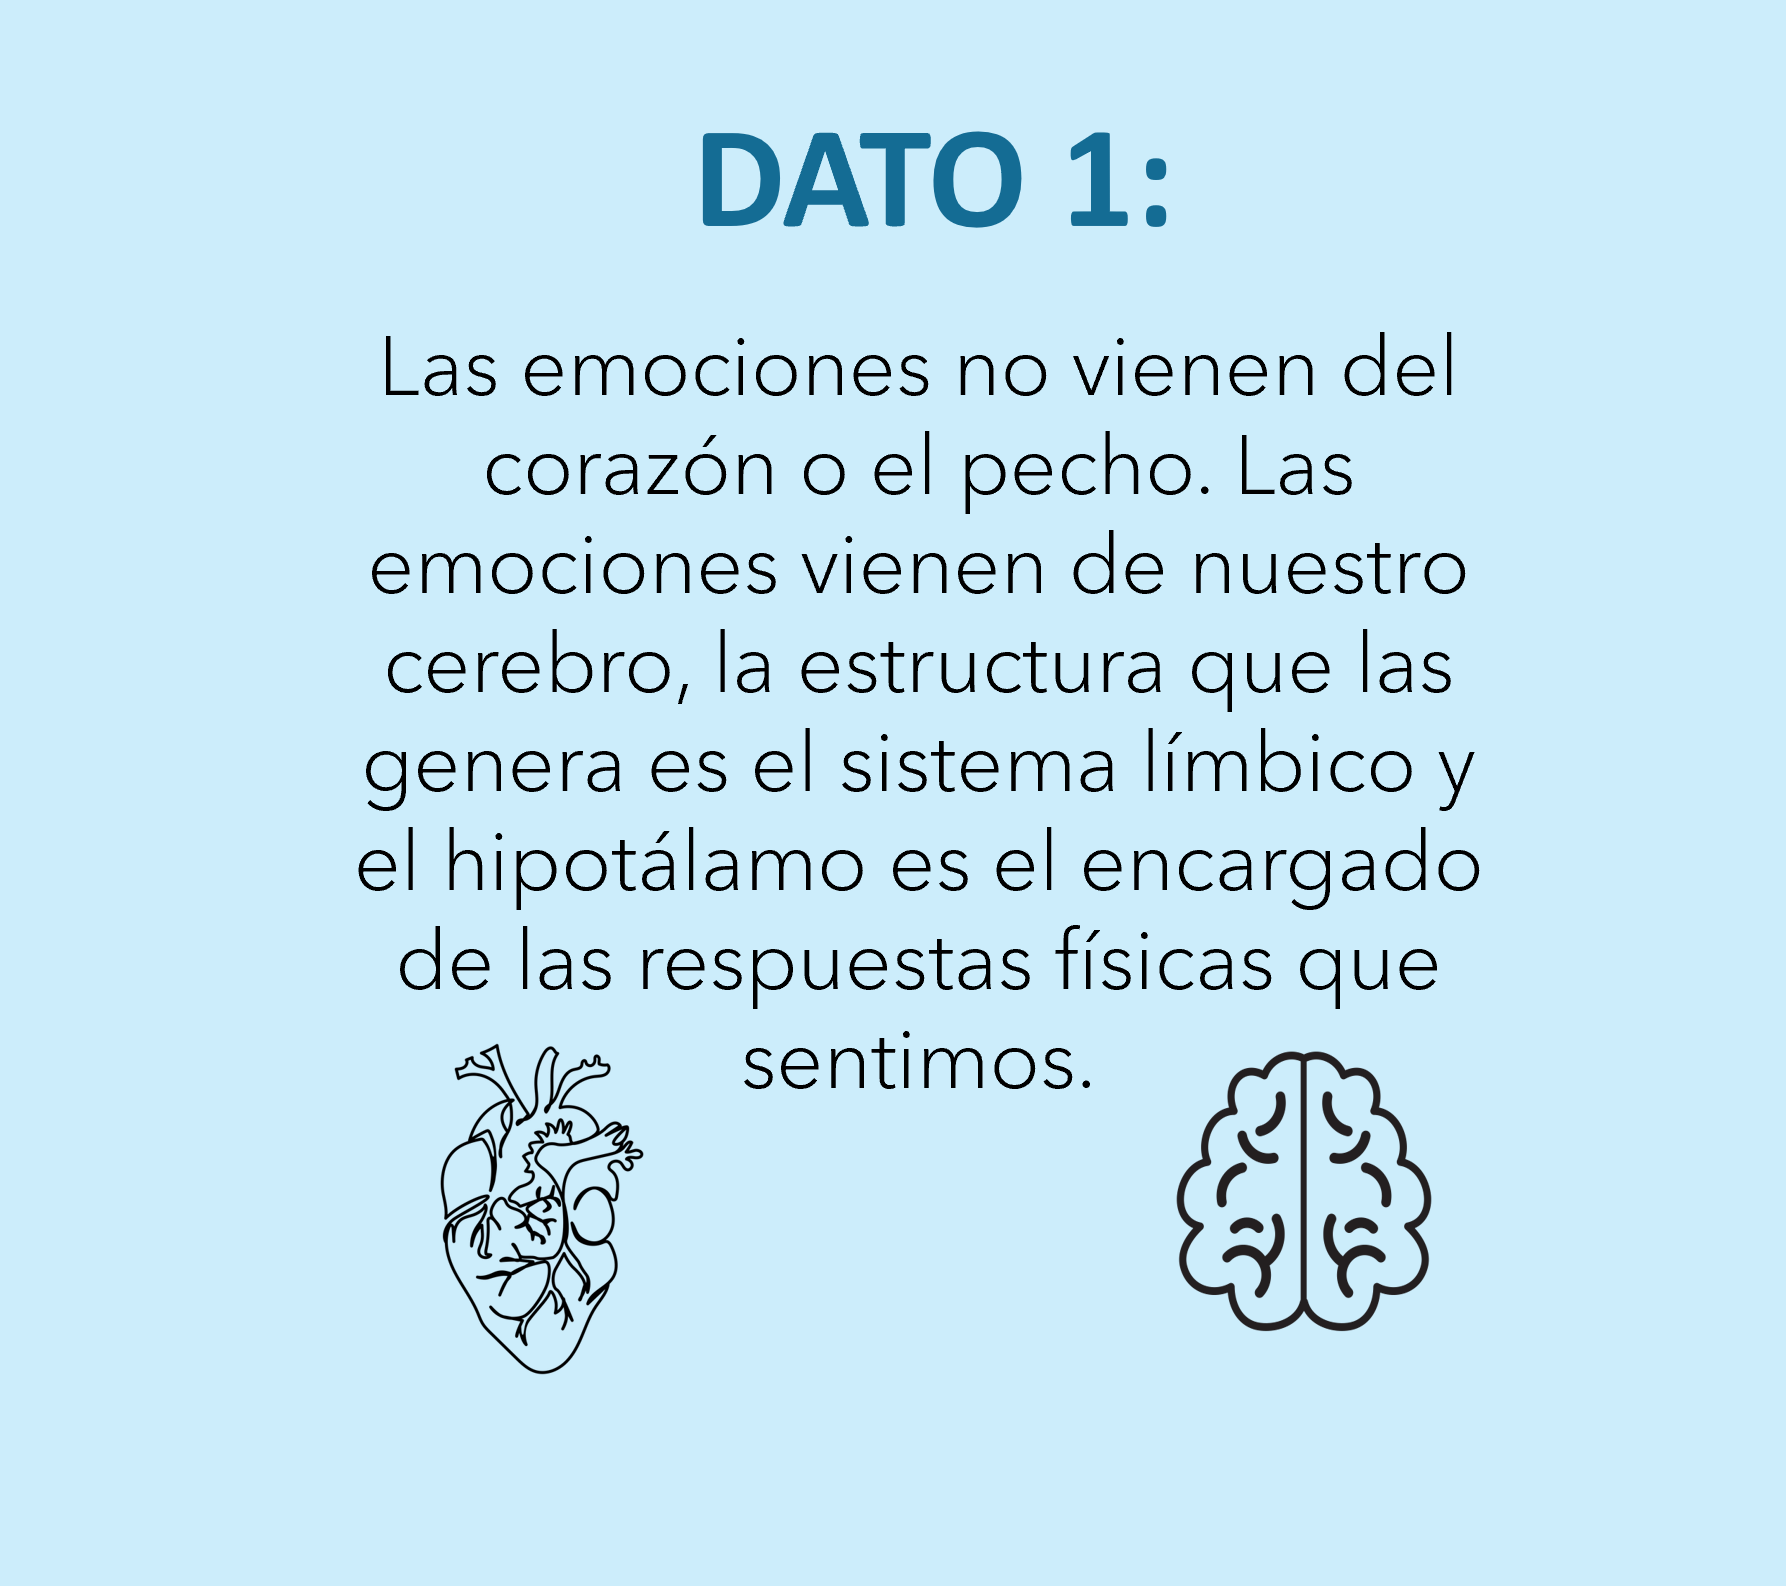 DATO 1:
Las emociones no vienen del
corazón o el pecho. Las
emociones vienen de nuestro
cerebro, la estructura que las
genera es el sistema límbico y
el hipotálamo es el encargado
de las respuestas físicas que
sentimos.